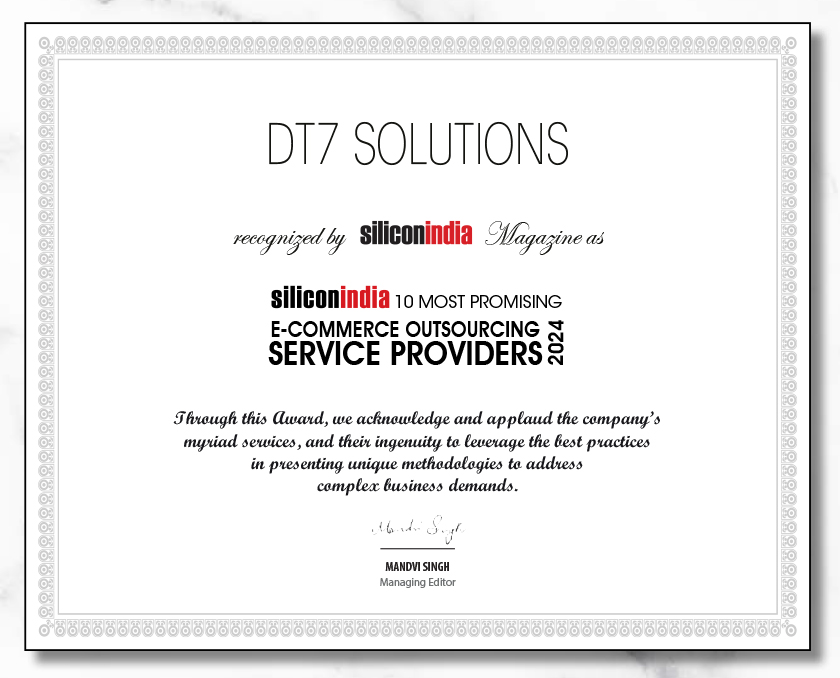 DT7 SOLUTIONS
recognized by siliconindia Magazine as
siliconindia 10 MOST PROMISING
E-COMMERCE OUTSOURCING
SERVICE PROVIDERS 2024
Through this Award, we acknowledge and applaud the company's
myriad services, and their ingenuity to leverage the best practices
in presenting unique methodologies to address
complex business demands.
Mandvi Singh
MANDVI SINGH
Managing Editor